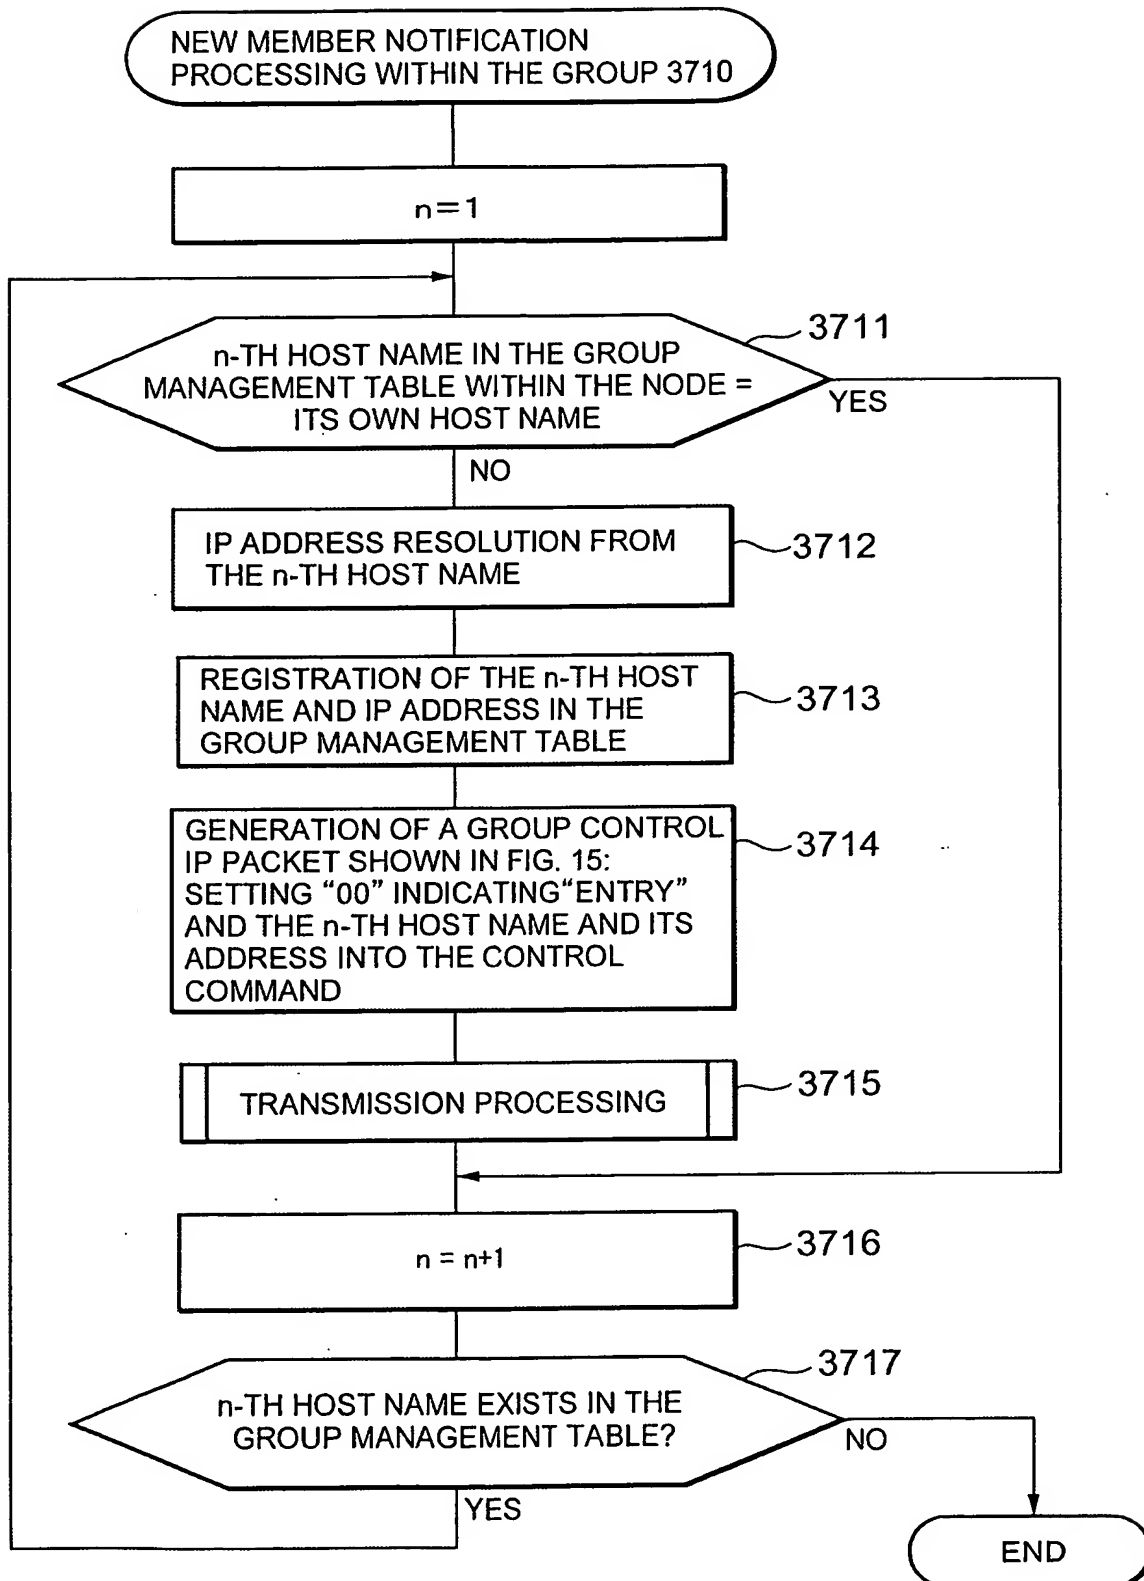 NEW MEMBER NOTIFICATION
PROCESSING WITHIN THE GROUP 3710
n=1
3711
n-TH HOST NAME IN THE GROUP
MANAGEMENT TABLE WITHIN THE NODE =
ITS OWN HOST NAME
YES
NO
IP ADDRESS RESOLUTION FROM
THE n-TH HOST NAME
3712
REGISTRATION OF THE n-TH HOST
NAME AND IP ADDRESS IN THE
GROUP MANAGEMENT TABLE
3713
GENERATION OF A GROUP CONTROL
IP PACKET SHOWN IN FIG. 15:
SETTING “00” INDICATING“ENTRY”
AND THE n-TH HOST NAME AND ITS
ADDRESS INTO THE CONTROL
COMMAND
3714
TRANSMISSION PROCESSING
3715
n = n+1
3716
3717
n-TH HOST NAME EXISTS IN THE
GROUP MANAGEMENT TABLE?
NO
YES
END